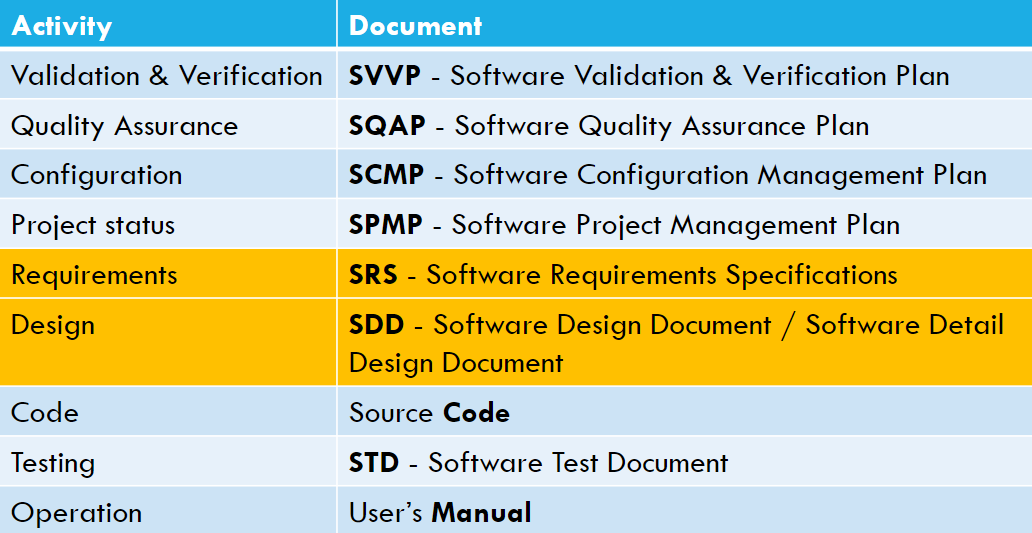 Activity Document
Validation & Verification SVVP - Software Validation & Verification Plan
Quality Assurance SQAP - Software Quality Assurance Plan
Configuration SCMP - Software Configuration Management Plan
Project status SPMP - Software Project Management Plan
Requirements SRS - Software Requirements Specifications
Design SDD - Software Design Document / Software Detail
Design Document
Code Source Code
Testing STD - Software Test Document
Operation User's Manual